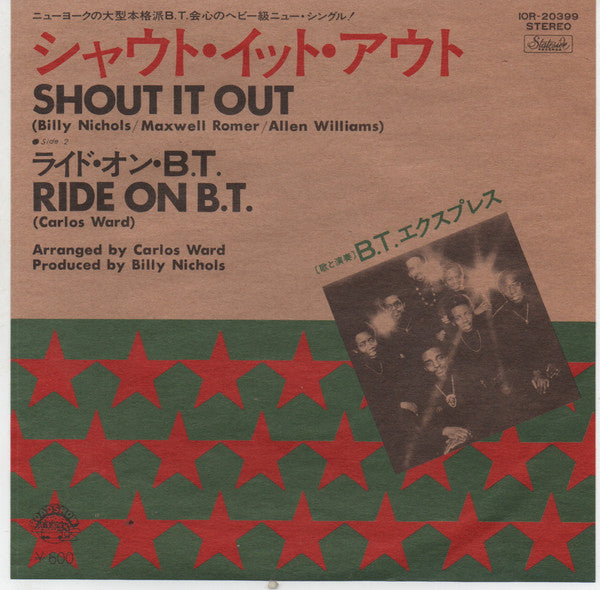 ニューヨークの大型本格派B.T.会心のヘビー級ニュー・シングル!
IOR-20399
STEREO
Stateside
RECORDS
シャウト・イット・アウト
SHOUT IT OUT
(Billy Nichols/Maxwell Romer/Allen Williams)
●Side 2
ライド・オン・B.T.
RIDE ON B.T.
(Carlos Ward)
Arranged by Carlos Ward
Produced by Billy Nichols
(歌と演奏)B.T.エクスプレス
¥600